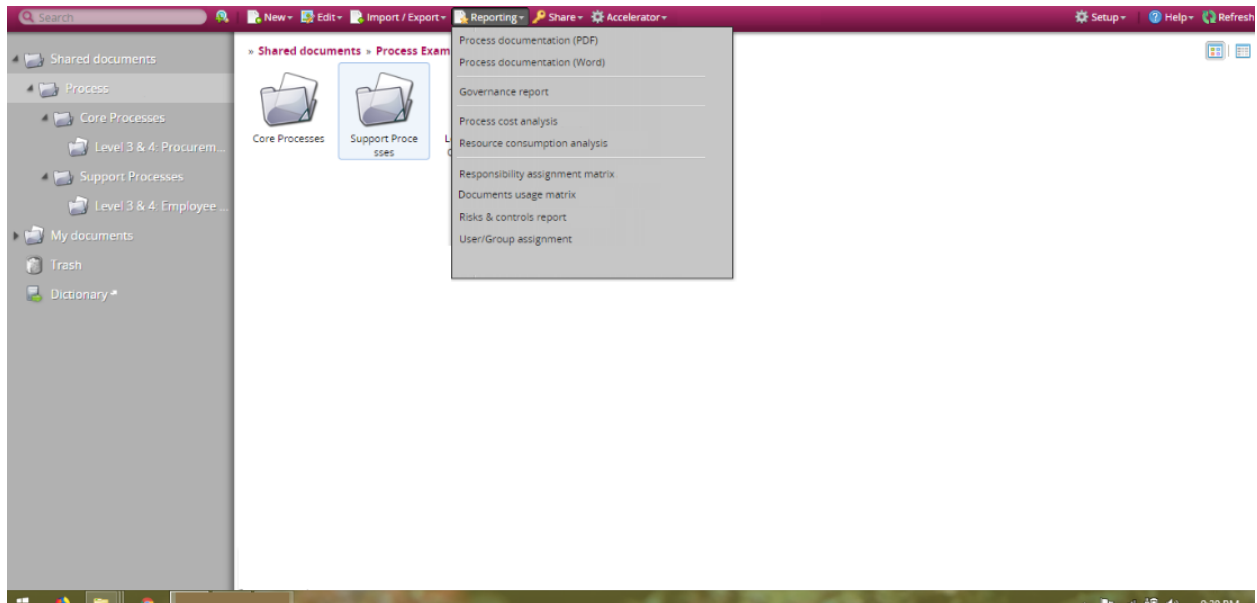 Search
New
Edit
Import / Export
Reporting
Share
Accelerator
Setup
Help
Refresh
Shared documents
Process
Core Processes
Level 3 & 4: Procurem...
Support Processes
Level 3 & 4: Employee ...
My documents
Trash
Dictionary
» Shared documents » Process Exam
Core Processes
Support Proce
sses
Process documentation (PDF)
Process documentation (Word)
Governance report
Process cost analysis
Resource consumption analysis
Responsibility assignment matrix
Documents usage matrix
Risks & controls report
User/Group assignment